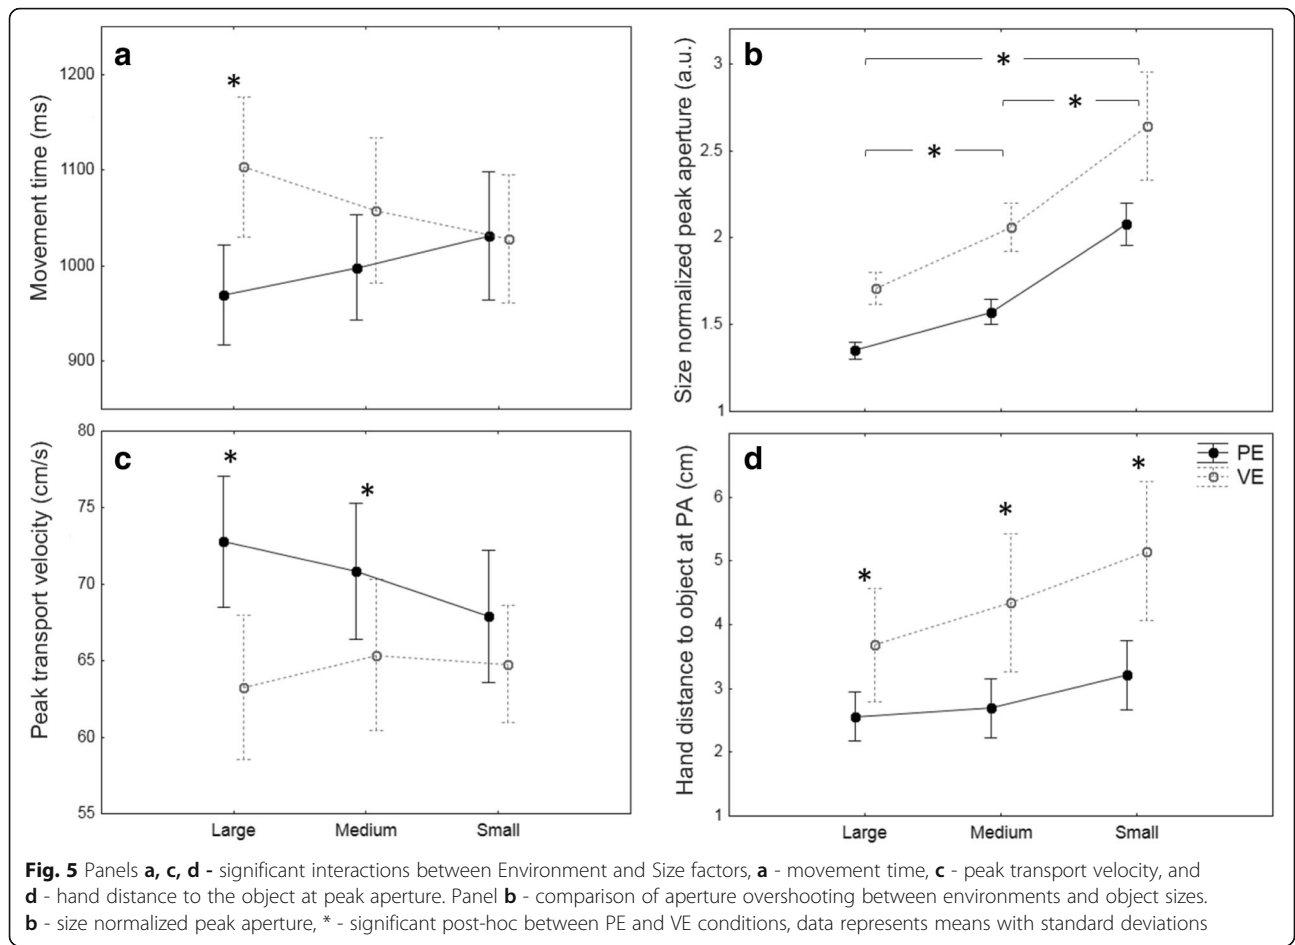 a
*
Movement time (ms)
1200
1100
1000
900
b
*
*
*
Size normalized peak aperture (a.u.)
3
2.5
2
1.5
1
c
*
*
Peak transport velocity (cm/s)
80
75
70
65
60
55
Large Medium Small
d
*
*
*
PE
VE
Hand distance to object at PA (cm)
6
5
4
3
2
1
Large Medium Small
Fig. 5 Panels a, c, d - significant interactions between Environment and Size factors, a - movement time, c - peak transport velocity, and
d - hand distance to the object at peak aperture. Panel b - comparison of aperture overshooting between environments and object sizes.
b - size normalized peak aperture, * - significant post-hoc between PE and VE conditions, data represents means with standard deviations